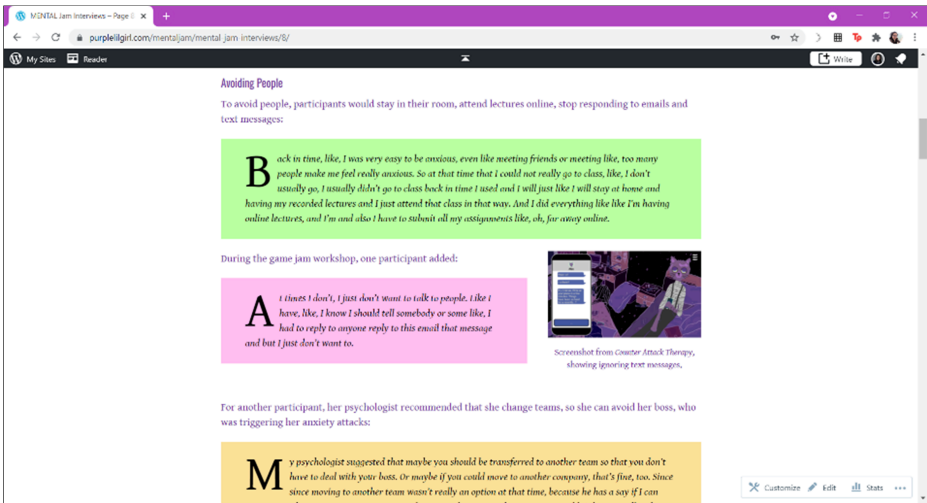 MENTAL Jam Interviews – Page 8
purplelilgirl.com/mentaljam/mental-jam-interviews/8/
My Sites Reader Write
Avoiding People
To avoid people, participants would stay in their room, attend lectures online, stop responding to emails and
text messages:
Back in time, like, I was very easy to be anxious, even like meeting friends or meeting like, too many
people make me feel really anxious. So at that time that I could not really go to class, like, I don't
usually go, I usually didn't go to class back in time I used and I will just like I will stay at home and
having my recorded lectures and I just attend that class in that way. And I did everything like like I'm having
online lectures, and I'm and also I have to submit all my assignments like, oh, far away online.
During the game jam workshop, one participant added:
At times I don't, I just don't want to talk to people. Like I
have, like, I know I should tell somebody or some like, I
had to reply to anyone reply to this email that message
and but I just don't want to.
Screenshot from Counter Attack Therapy,
showing ignoring text messages,
For another participant, her psychologist recommended that she change teams, so she can avoid her boss, who
was triggering her anxiety attacks:
My psychologist suggested that maybe you should be transferred to another team so that you don't
have to deal with your boss. Or maybe if you could move to another company, that's fine, too. Since
since moving to another team wasn't really an option at that time, because he has a say if I can
Customize Edit Stats